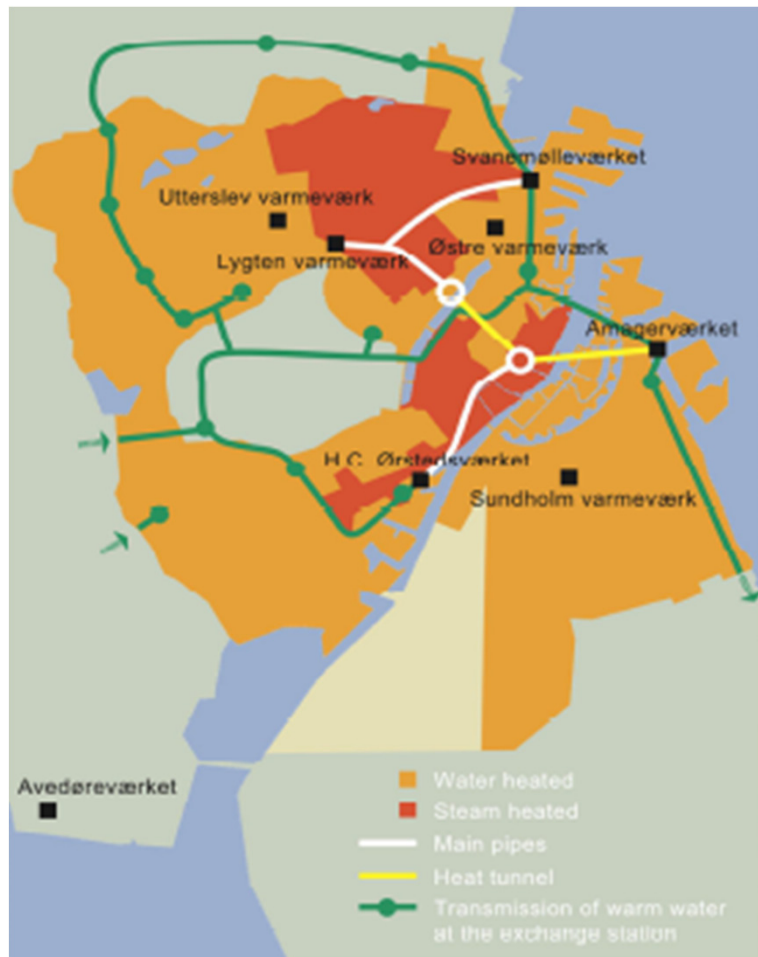 Svanemølleværket
Utterslev varmeværk
Østre varmeværk
Lygten varmeværk
Amagerværket
H.C. Ørstedsværket
Sundholm varmeværk
Avedøreværket
Water heated
Steam heated
Main pipes
Heat tunnel
Transmission of warm water
at the exchange station